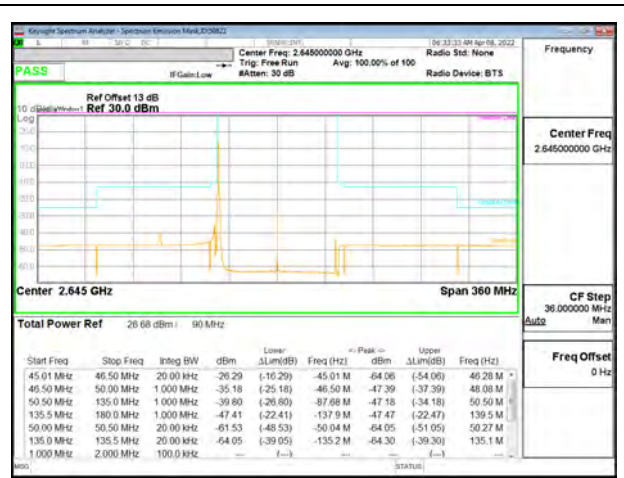 Keysight Spectrum Analyzer - Spectrum Emission Mask
06:33:33 AM Apr 08, 2022
Center Freq: 2.645000000 GHz
Radio Std: None
Frequency
PASS
Trig: Free Run
Avg: 100.00% of 100
IFGain:Low
#Atten: 30 dB
Radio Device: BTS
Ref Offset 13 dB
10 dB
Ref 30.0 dBm
Log
Center Freq
2.645000000 GHz
Center 2.645 GHz
Span 360 MHz
CF Step
36.000000 MHz
Auto Man
Total Power Ref 26.68 dBm / 90 MHz
Lower <- Peak -> Upper
Start Freq Stop Freq Integ BW dBm ΔLim(dB) Freq (Hz) dBm ΔLim(dB) Freq (Hz)
45.01 MHz 46.50 MHz 20.00 kHz -26.29 (-16.29) -45.01 M -64.06 (-54.06) 46.28 M
46.50 MHz 50.00 MHz 1.000 MHz -35.18 (-25.18) -46.50 M -47.39 (-37.39) 48.08 M
50.50 MHz 135.0 MHz 1.000 MHz -39.60 (-26.60) -87.68 M -47.18 (-34.18) 50.50 M
135.5 MHz 180.0 MHz 1.000 MHz -47.41 (-22.41) -137.9 M -47.47 (-22.47) 139.5 M
50.00 MHz 50.50 MHz 20.00 kHz -61.53 (-48.53) -50.04 M -64.05 (-51.05) 50.27 M
135.0 MHz 135.5 MHz 20.00 kHz -64.05 (-39.05) -135.2 M -64.30 (-39.30) 135.1 M
1.000 MHz 2.000 MHz 100.0 kHz --- (---) --- --- (---) ---
Freq Offset
0 Hz
MSG
STATUS